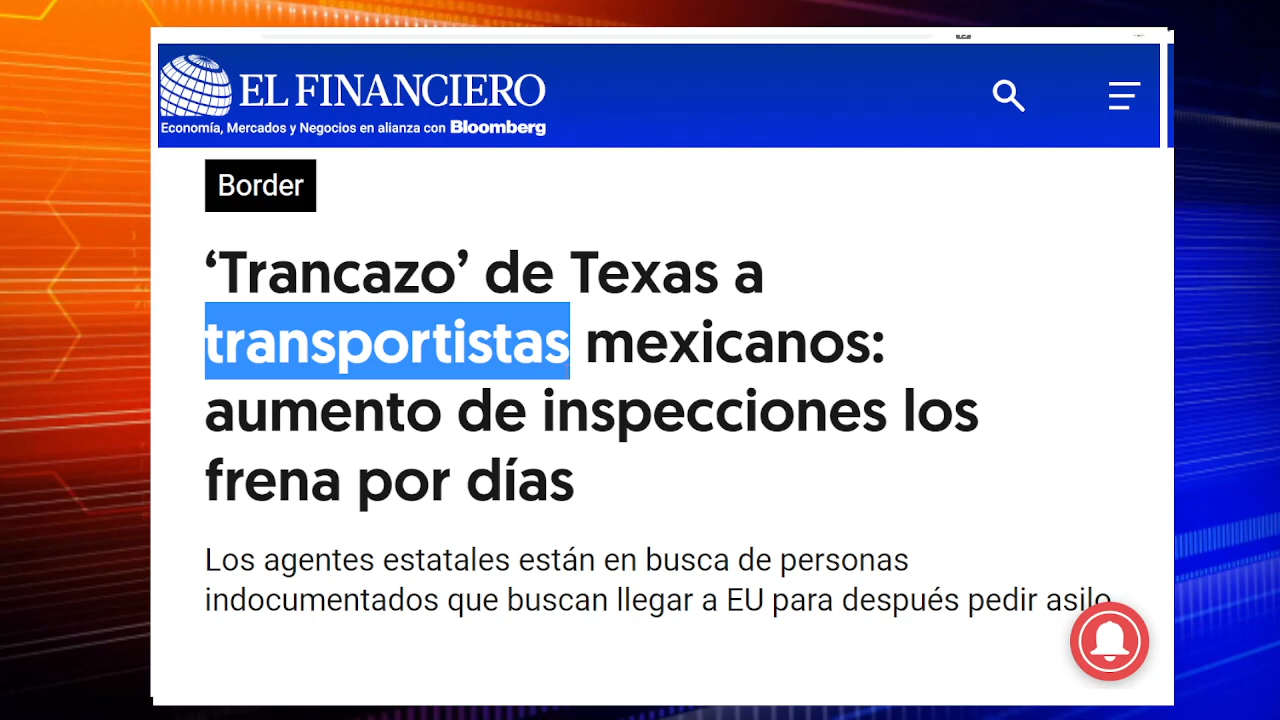 EL FINANCIERO
Economía, Mercados y Negocios en alianza con Bloomberg
Border
‘Trancazo’ de Texas a
transportistas mexicanos:
aumento de inspecciones los
frena por días
Los agentes estatales están en busca de personas
indocumentados que buscan llegar a EU para después pedir asilo